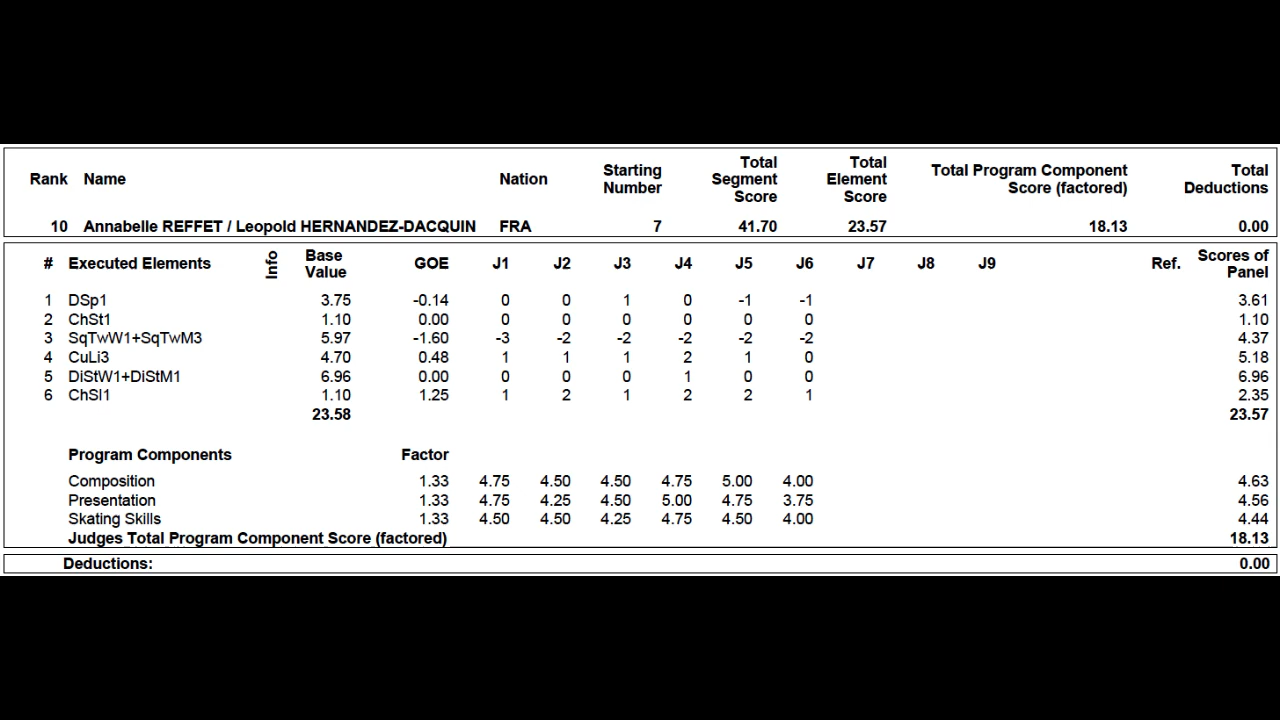 Rank Name Nation Starting Number Total Segment Score Total Element Score Total Program Component Score (factored) Total Deductions
10 Annabelle REFFET / Leopold HERNANDEZ-DACQUIN FRA 7 41.70 23.57 18.13 0.00
# Executed Elements Info Base Value GOE J1 J2 J3 J4 J5 J6 J7 J8 J9 Ref. Scores of Panel
1 DSp1 3.75 -0.14 0 0 1 0 -1 -1 3.61
2 ChSt1 1.10 0.00 0 0 0 0 0 0 1.10
3 SqTwW1+SqTwM3 5.97 -1.60 -3 -2 -2 -2 -2 -2 4.37
4 CuLi3 4.70 0.48 1 1 1 2 1 0 5.18
5 DiStW1+DiStM1 6.96 0.00 0 0 0 1 0 0 6.96
6 ChSl1 1.10 1.25 1 2 1 2 2 1 2.35
23.58 23.57
Program Components Factor
Composition 1.33 4.75 4.50 4.50 4.75 5.00 4.00 4.63
Presentation 1.33 4.75 4.25 4.50 5.00 4.75 3.75 4.56
Skating Skills 1.33 4.50 4.50 4.25 4.75 4.50 4.00 4.44
Judges Total Program Component Score (factored) 18.13
Deductions: 0.00